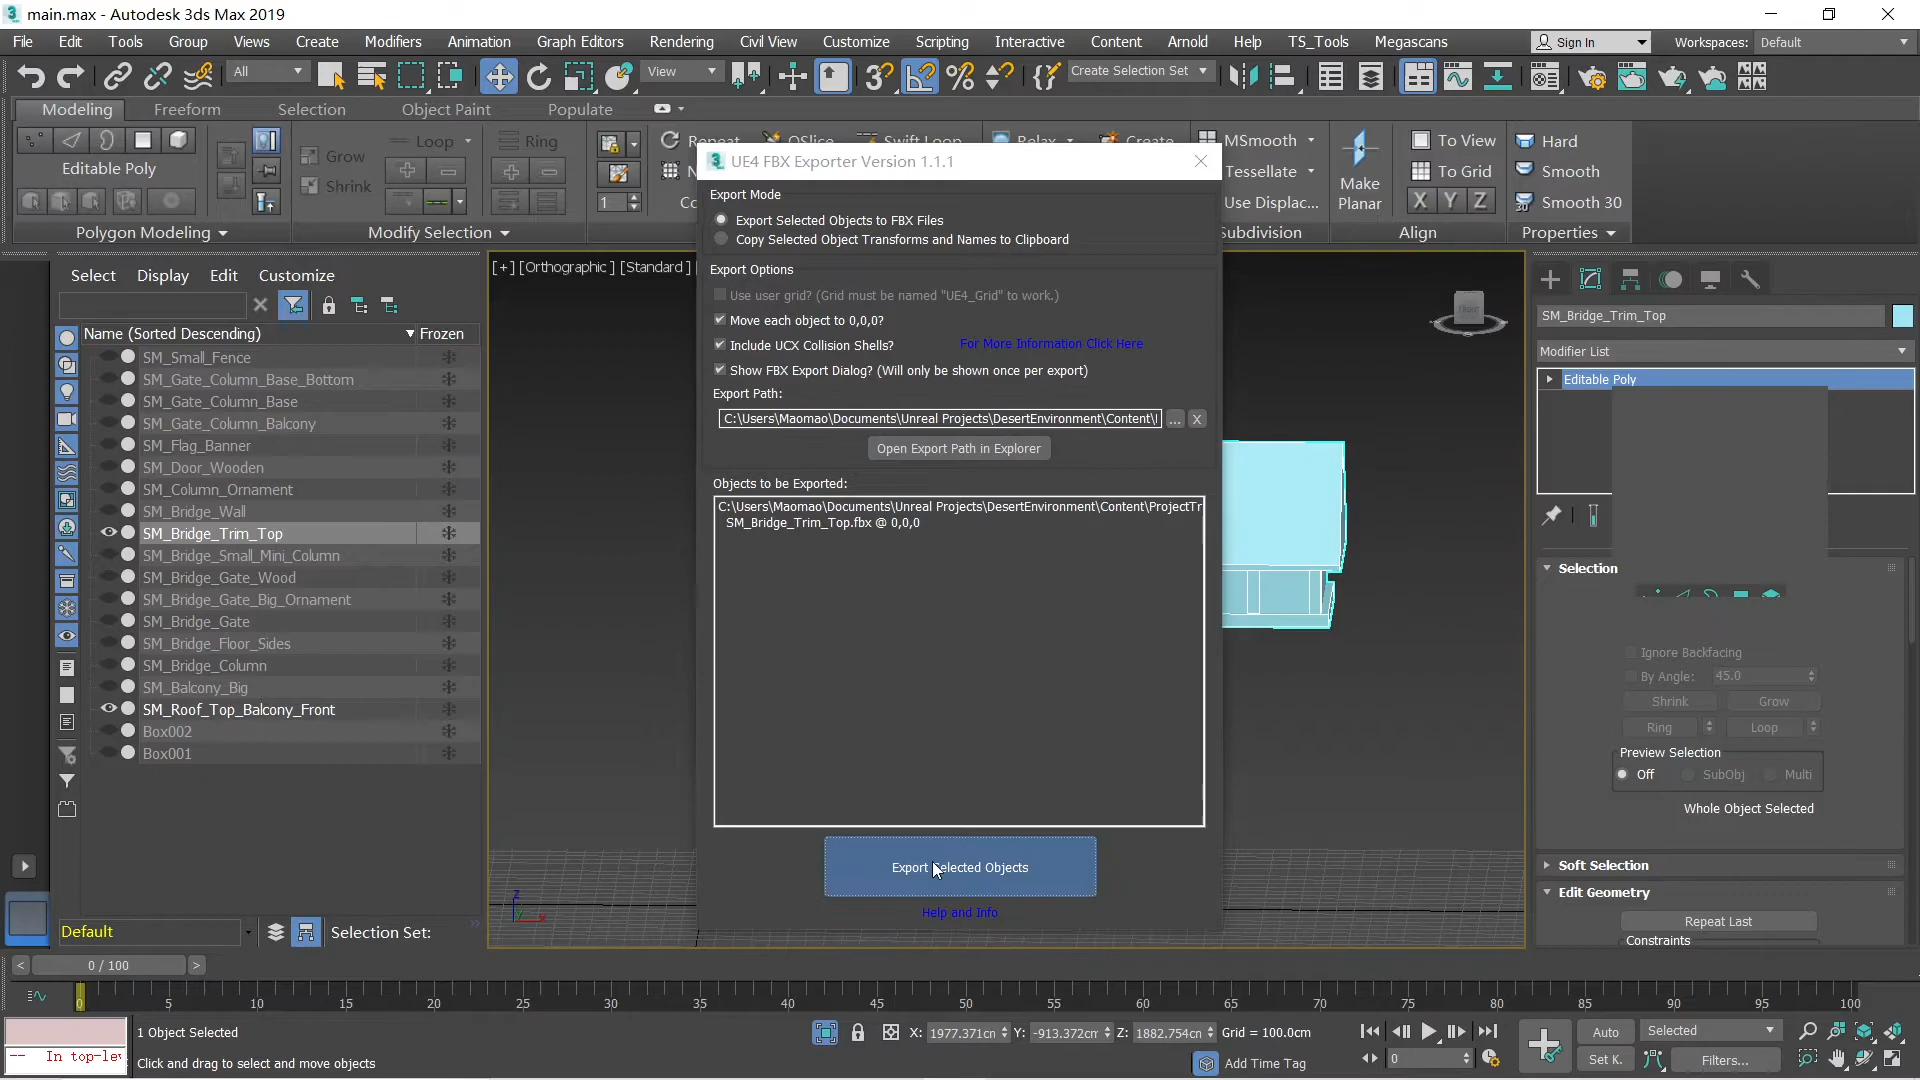 main.max - Autodesk 3ds Max 2019
File Edit Tools Group Views Create Modifiers Animation Graph Editors Rendering Civil View Customize Scripting Interactive Content Arnold Help TS_Tools Megascans Sign In Workspaces: Default
All View Create Selection Set
Modeling Freeform Selection Object Paint Populate
Loop Ring Repeat QSlice Swift Loop Relax Create MSmooth To View Hard
Grow
Editable Poly
Shrink
Tessellate To Grid Smooth
Make Planar
1
Use Displac... X Y Z Smooth 30
Polygon Modeling Modify Selection Align Properties
UE4 FBX Exporter Version 1.1.1
Export Mode
Export Selected Objects to FBX Files
Copy Selected Object Transforms and Names to Clipboard
Export Options
Use user grid? (Grid must be named "UE4_Grid" to work.)
Move each object to 0,0,0?
Include UCX Collision Shells? For More Information Click Here
Show FBX Export Dialog? (Will only be shown once per export)
Export Path:
C:\Users\Maomao\Documents\Unreal Projects\DesertEnvironment\Content\
... X
Open Export Path in Explorer
Objects to be Exported:
C:\Users\Maomao\Documents\Unreal Projects\DesertEnvironment\Content\ProjectTr
SM_Bridge_Trim_Top.fbx @ 0,0,0
Export Selected Objects
Help and Info
[+] [Orthographic ] [Standard ]
Select Display Edit Customize
Name (Sorted Descending) Frozen
SM_Small_Fence
SM_Gate_Column_Base_Bottom
SM_Gate_Column_Base
SM_Gate_Column_Balcony
SM_Flag_Banner
SM_Door_Wooden
SM_Column_Ornament
SM_Bridge_Wall
SM_Bridge_Trim_Top
SM_Bridge_Small_Mini_Column
SM_Bridge_Gate_Wood
SM_Bridge_Gate_Big_Ornament
SM_Bridge_Gate
SM_Bridge_Floor_Sides
SM_Bridge_Column
SM_Balcony_Big
SM_Roof_Top_Balcony_Front
Box002
Box001
Default Selection Set:
SM_Bridge_Trim_Top
Modifier List
Editable Poly
Selection
Ignore Backfacing
By Angle: 45.0
Shrink Grow
Ring Loop
Preview Selection
Off SubObj Multi
Whole Object Selected
Soft Selection
Edit Geometry
Repeat Last
Constraints
< 0 / 100 >
0 5 10 15 20 25 30 35 40 45 50 55 60 65 70 75 80 85 90 95 100
1 Object Selected
X: 1977.371cm Y: -913.372cm Z: 1882.754cm Grid = 100.0cm
Auto Selected
-- In top-lev
Click and drag to select and move objects
Add Time Tag
0
Set K. Filters...